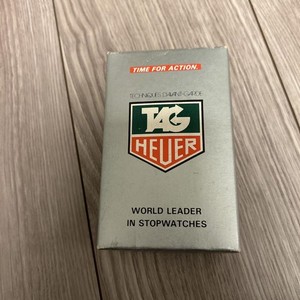 TIME FOR ACTION
TECHNIQUES D'AVANT-GARDE
TAG
HEUER
WORLD LEADER
IN STOPWATCHES